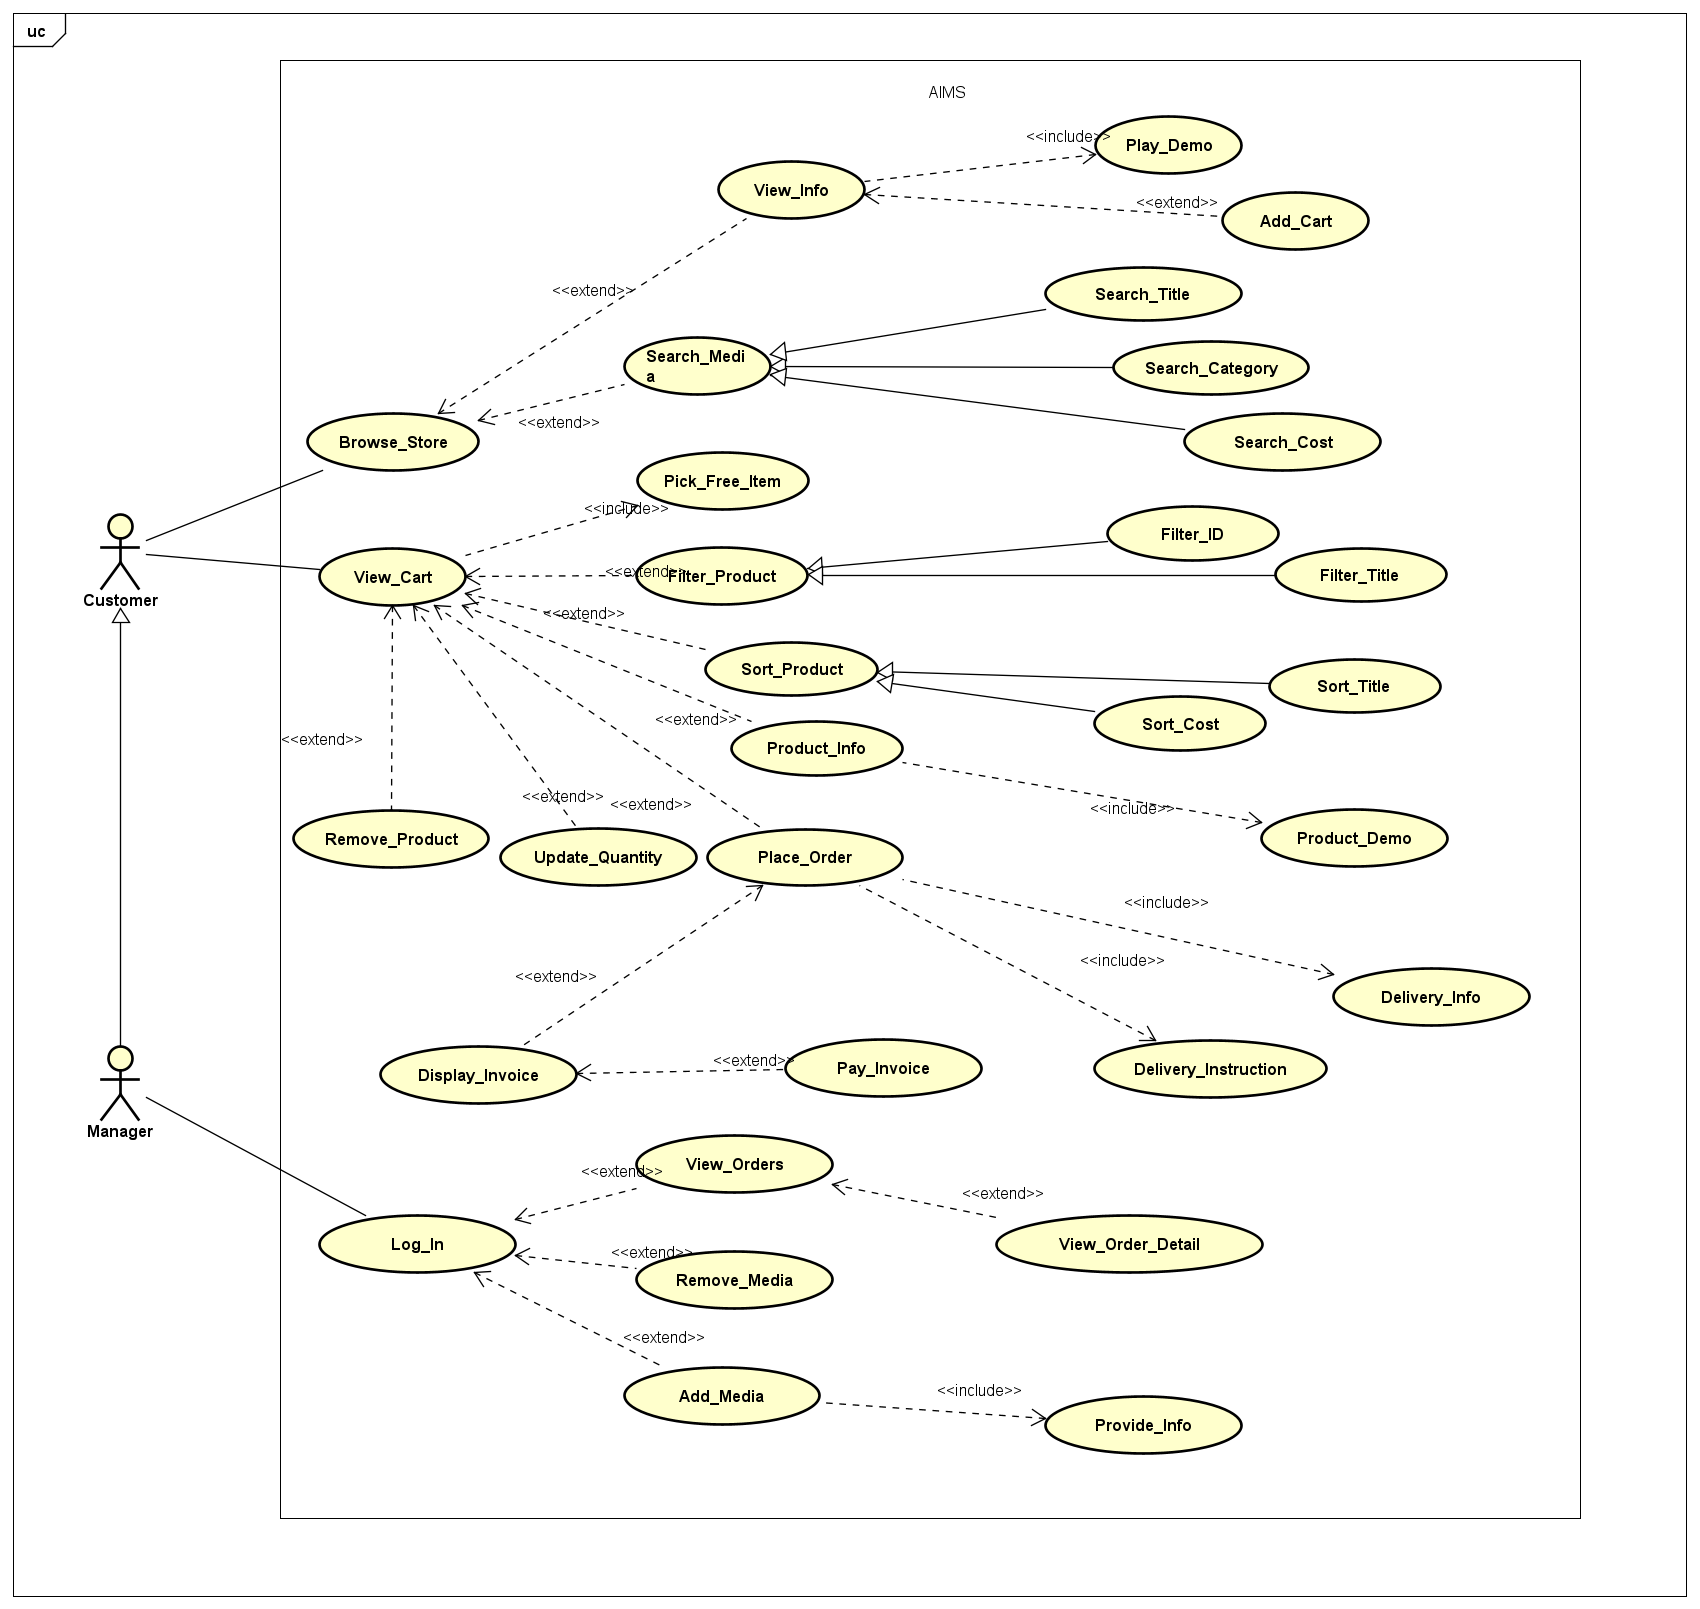 uc
AIMS
<<include>>
Play_Demo
View_Info
<<extend>>
Add_Cart
<<extend>>
Search_Title
Search_Medi
a
Search_Category
<<extend>>
Browse_Store
Search_Cost
Pick_Free_Item
<<include>>
Filter_ID
View_Cart
<<extend>>
Filter_Product
Filter_Title
Customer
<<extend>>
Sort_Product
Sort_Title
<<extend>>
Sort_Cost
<<extend>>
Product_Info
<<extend>>
<<extend>>
<<include>>
Remove_Product
Product_Demo
Update_Quantity
Place_Order
<<include>>
<<include>>
<<extend>>
Delivery_Info
<<extend>>
Display_Invoice
Pay_Invoice
Delivery_Instruction
Manager
<<extend>>
View_Orders
<<extend>>
Log_In
View_Order_Detail
<<extend>>
Remove_Media
<<extend>>
Add_Media
<<include>>
Provide_Info